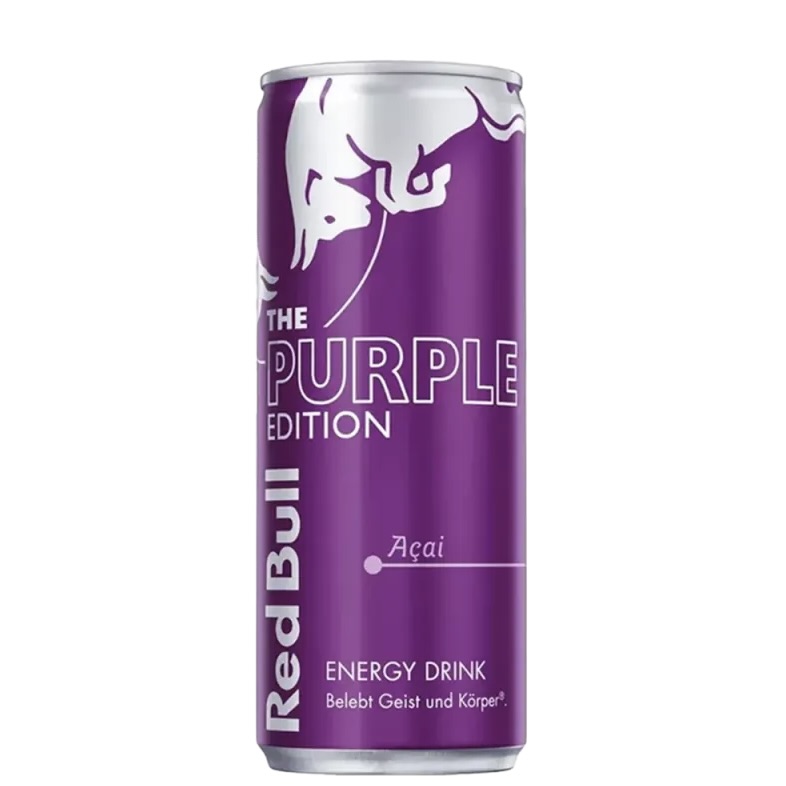 THE
PURPLE
EDITION
Red Bull
Açai
ENERGY DRINK
Belebt Geist und Körper®.